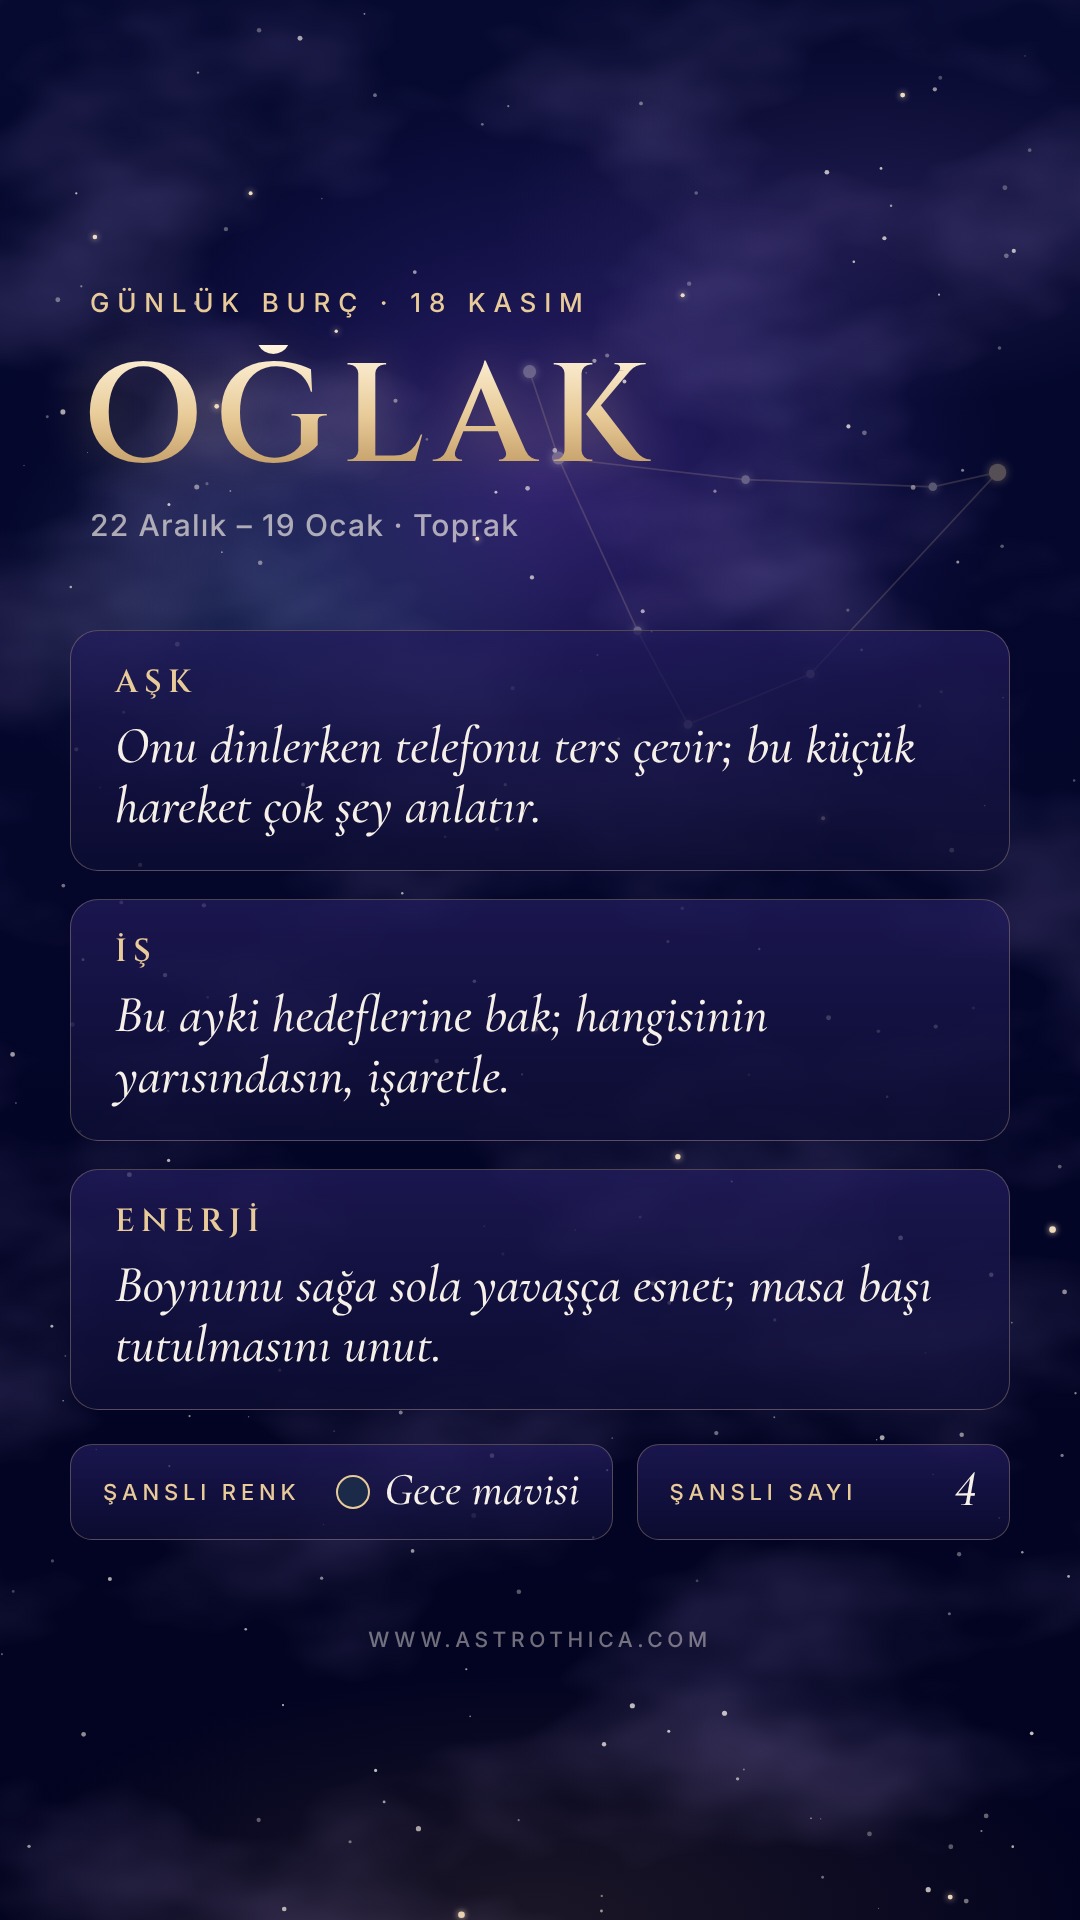 GÜNLÜK BURÇ · 18 KASIM
OĞLAK
22 Aralık – 19 Ocak · Toprak
AŞK
Onu dinlerken telefonu ters çevir; bu küçük
hareket çok şey anlatır.
İŞ
Bu ayki hedeflerine bak; hangisinin
yarısındasın, işaretle.
ENERJİ
Boynunu sağa sola yavaşça esnet; masa başı
tutulmasını unut.
ŞANSLI RENK Gece mavisi
ŞANSLI SAYI 4
WWW.ASTROTHICA.COM